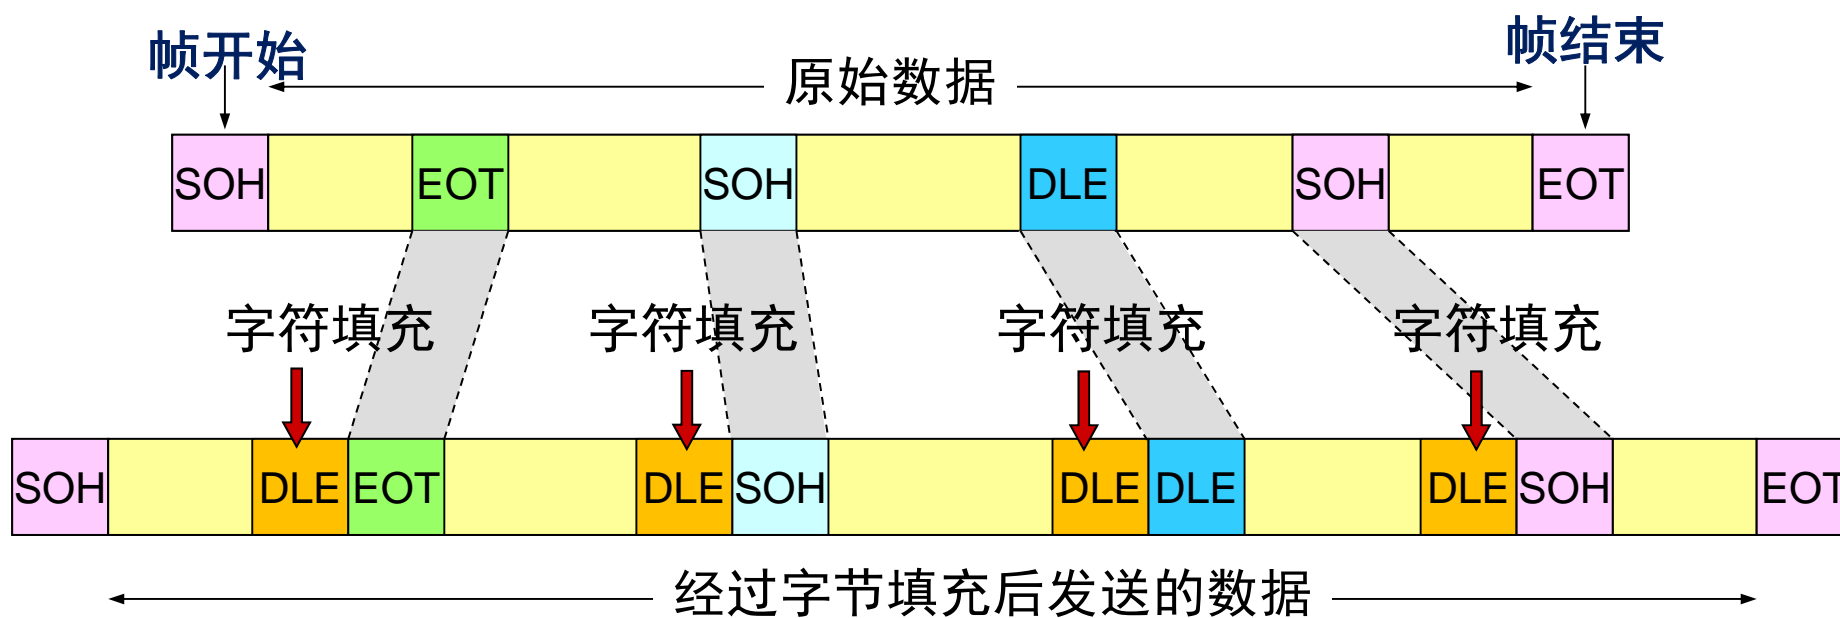 帧开始
帧结束
原始数据
SOH EOT SOH DLE SOH EOT
字符填充 字符填充 字符填充 字符填充
SOH DLE EOT DLE SOH DLE DLE DLE SOH EOT
经过字节填充后发送的数据